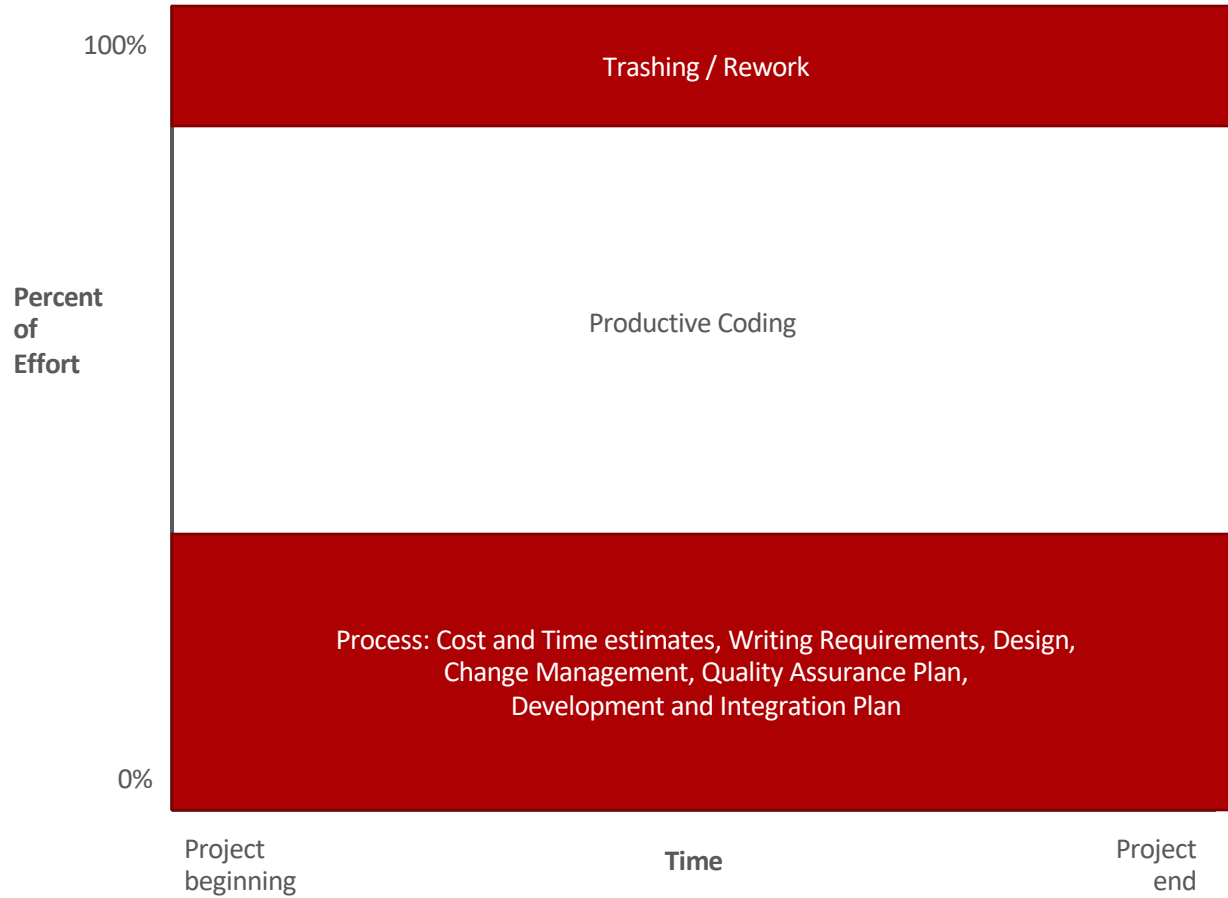 100%
Trashing / Rework
Percent
of
Effort
Productive Coding
Process: Cost and Time estimates, Writing Requirements, Design,
Change Management, Quality Assurance Plan,
Development and Integration Plan
0%
Project
beginning
Time
Project
end